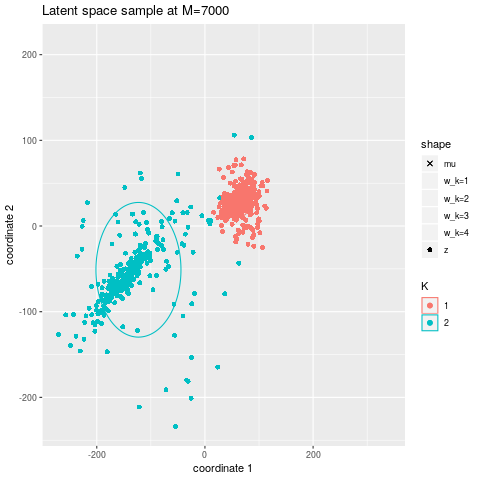 Latent space sample at M=7000
200
100
0
-100
-200
coordinate 2
-200
0
200
coordinate 1
shape
mu
w_k=1
w_k=2
w_k=3
w_k=4
z
K
1
2